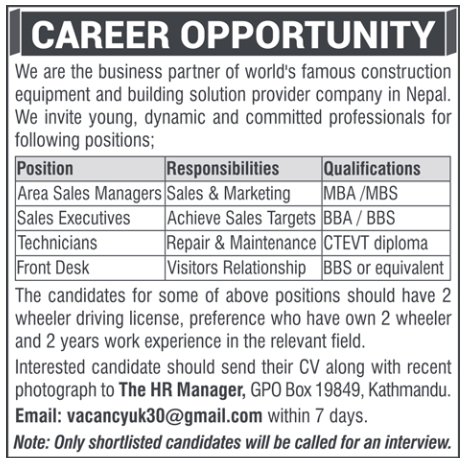 CAREER OPPORTUNITY
We are the business partner of world's famous construction
equipment and building solution provider company in Nepal.
We invite young, dynamic and committed professionals for
following positions;
Position Responsibilities Qualifications
Area Sales Managers Sales & Marketing MBA /MBS
Sales Executives Achieve Sales Targets BBA / BBS
Technicians Repair & Maintenance CTEVT diploma
Front Desk Visitors Relationship BBS or equivalent
The candidates for some of above positions should have 2
wheeler driving license, preference who have own 2 wheeler
and 2 years work experience in the relevant field.
Interested candidate should send their CV along with recent
photograph to The HR Manager, GPO Box 19849, Kathmandu.
Email: vacancyuk30@gmail.com within 7 days.
Note: Only shortlisted candidates will be called for an interview.